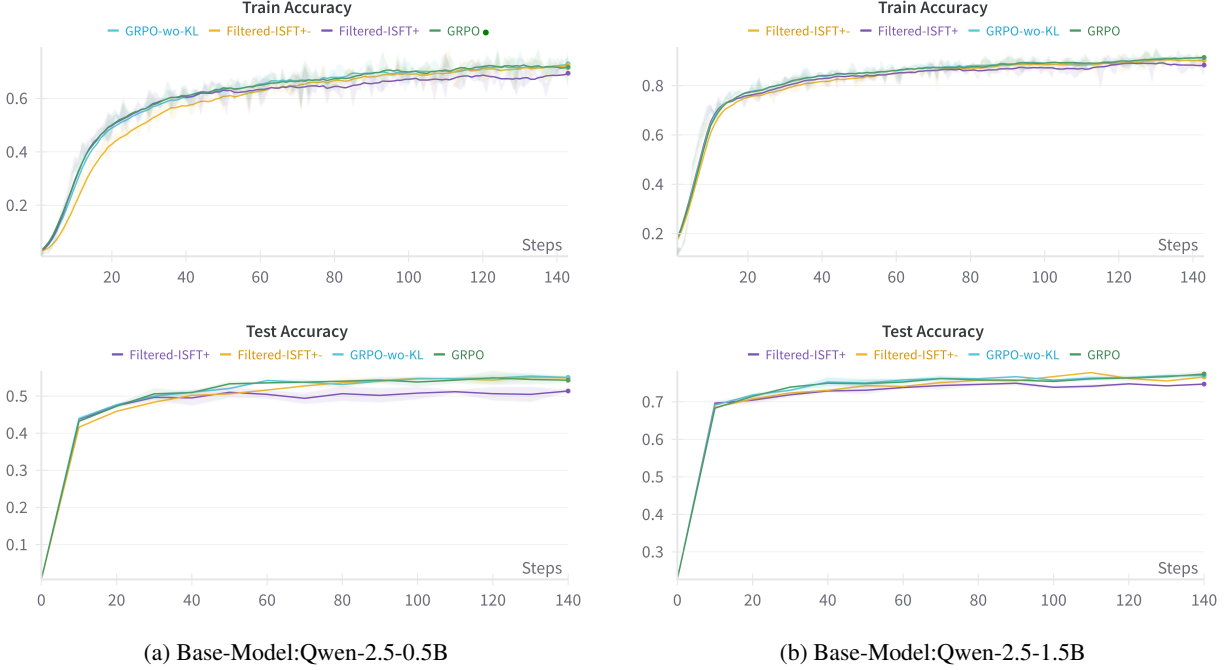 Train Accuracy
GRPO-wo-KL Filtered-ISFT+- Filtered-ISFT+ GRPO
0.6
0.4
0.2
Steps
20 40 60 80 100 120 140
Train Accuracy
Filtered-ISFT+- Filtered-ISFT+ GRPO-wo-KL GRPO
0.8
0.6
0.4
0.2
Steps
20 40 60 80 100 120 140
Test Accuracy
Filtered-ISFT+ Filtered-ISFT+- GRPO-wo-KL GRPO
0.5
0.4
0.3
0.2
0.1
Steps
0 20 40 60 80 100 120 140
(a) Base-Model:Qwen-2.5-0.5B
Test Accuracy
Filtered-ISFT+ Filtered-ISFT+- GRPO-wo-KL GRPO
0.7
0.6
0.5
0.4
0.3
Steps
0 20 40 60 80 100 120 140
(b) Base-Model:Qwen-2.5-1.5B